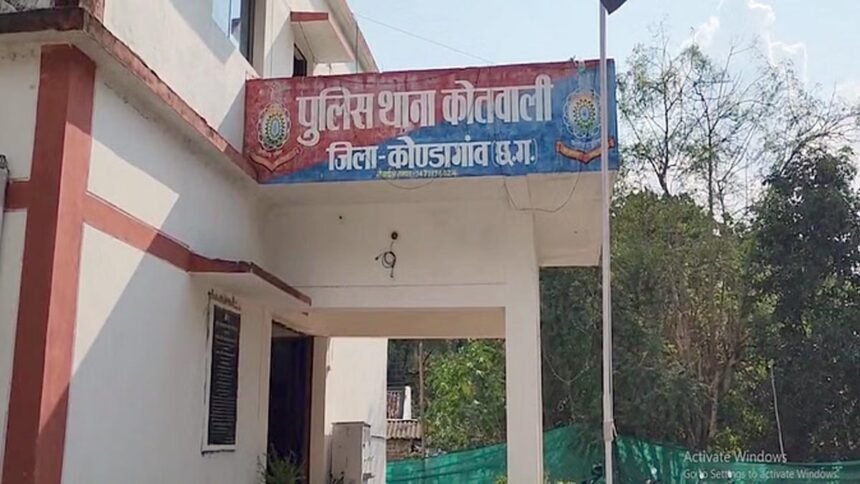 पुलिस थाना कोतवाली
जिला-कोण्डागांव (छ.ग.)
Activate Windows
Go to Settings to activate Windows.